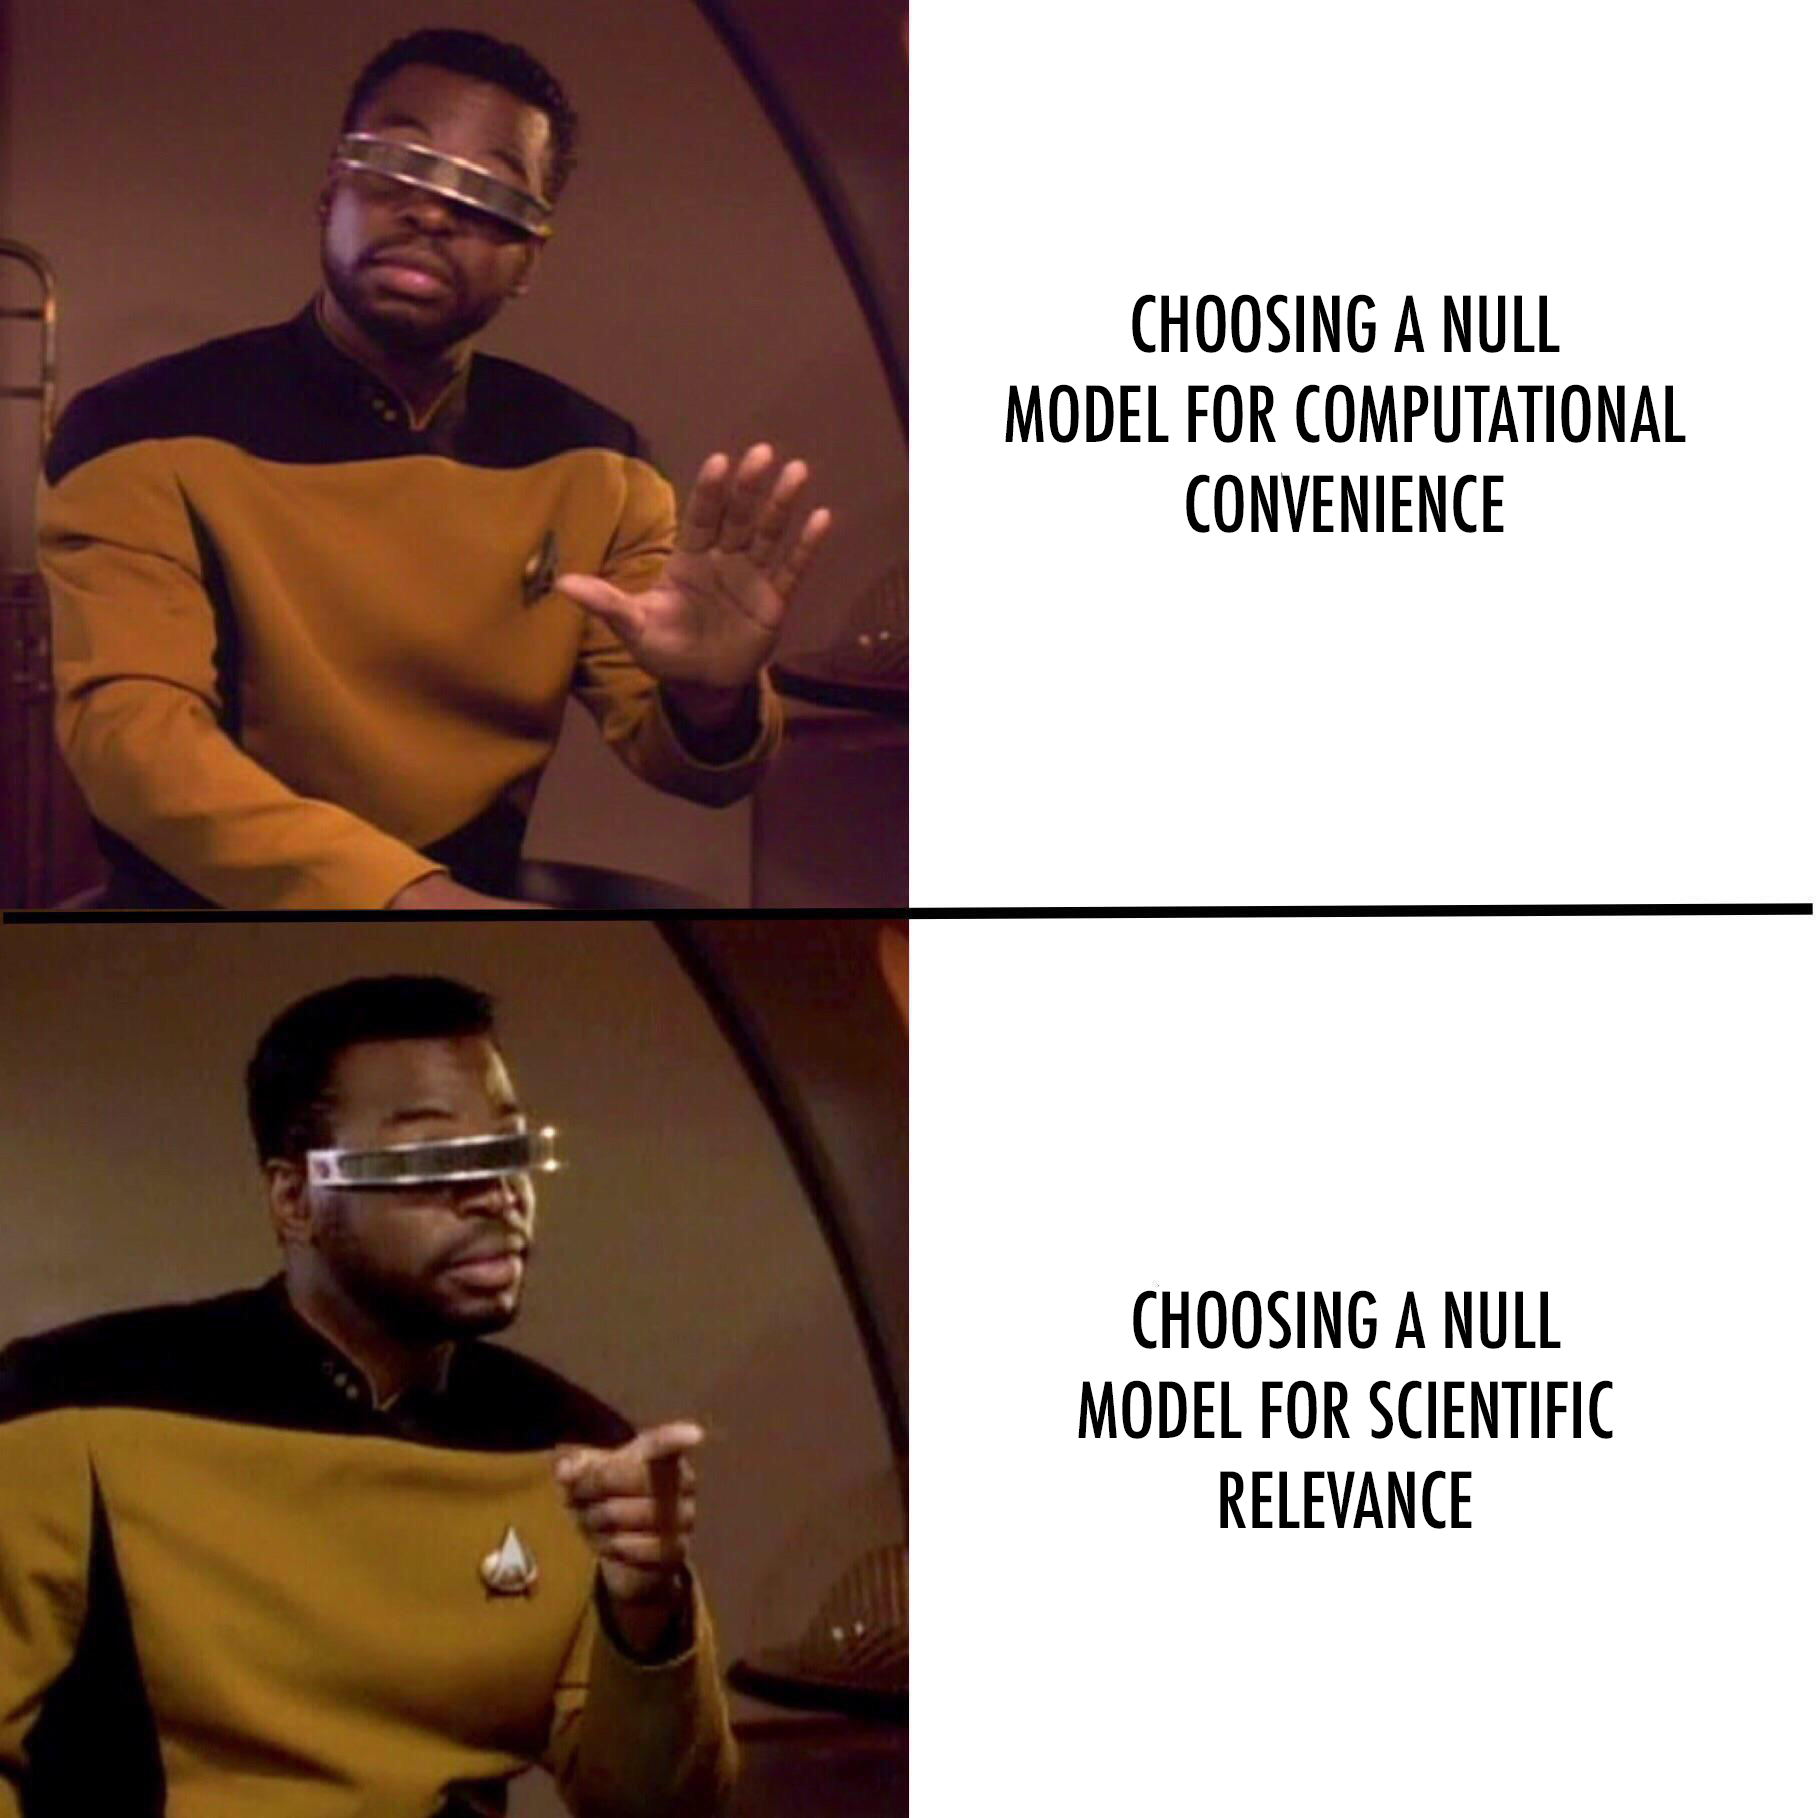 CHOOSING A NULL
MODEL FOR COMPUTATIONAL
CONVENIENCE
CHOOSING A NULL
MODEL FOR SCIENTIFIC
RELEVANCE